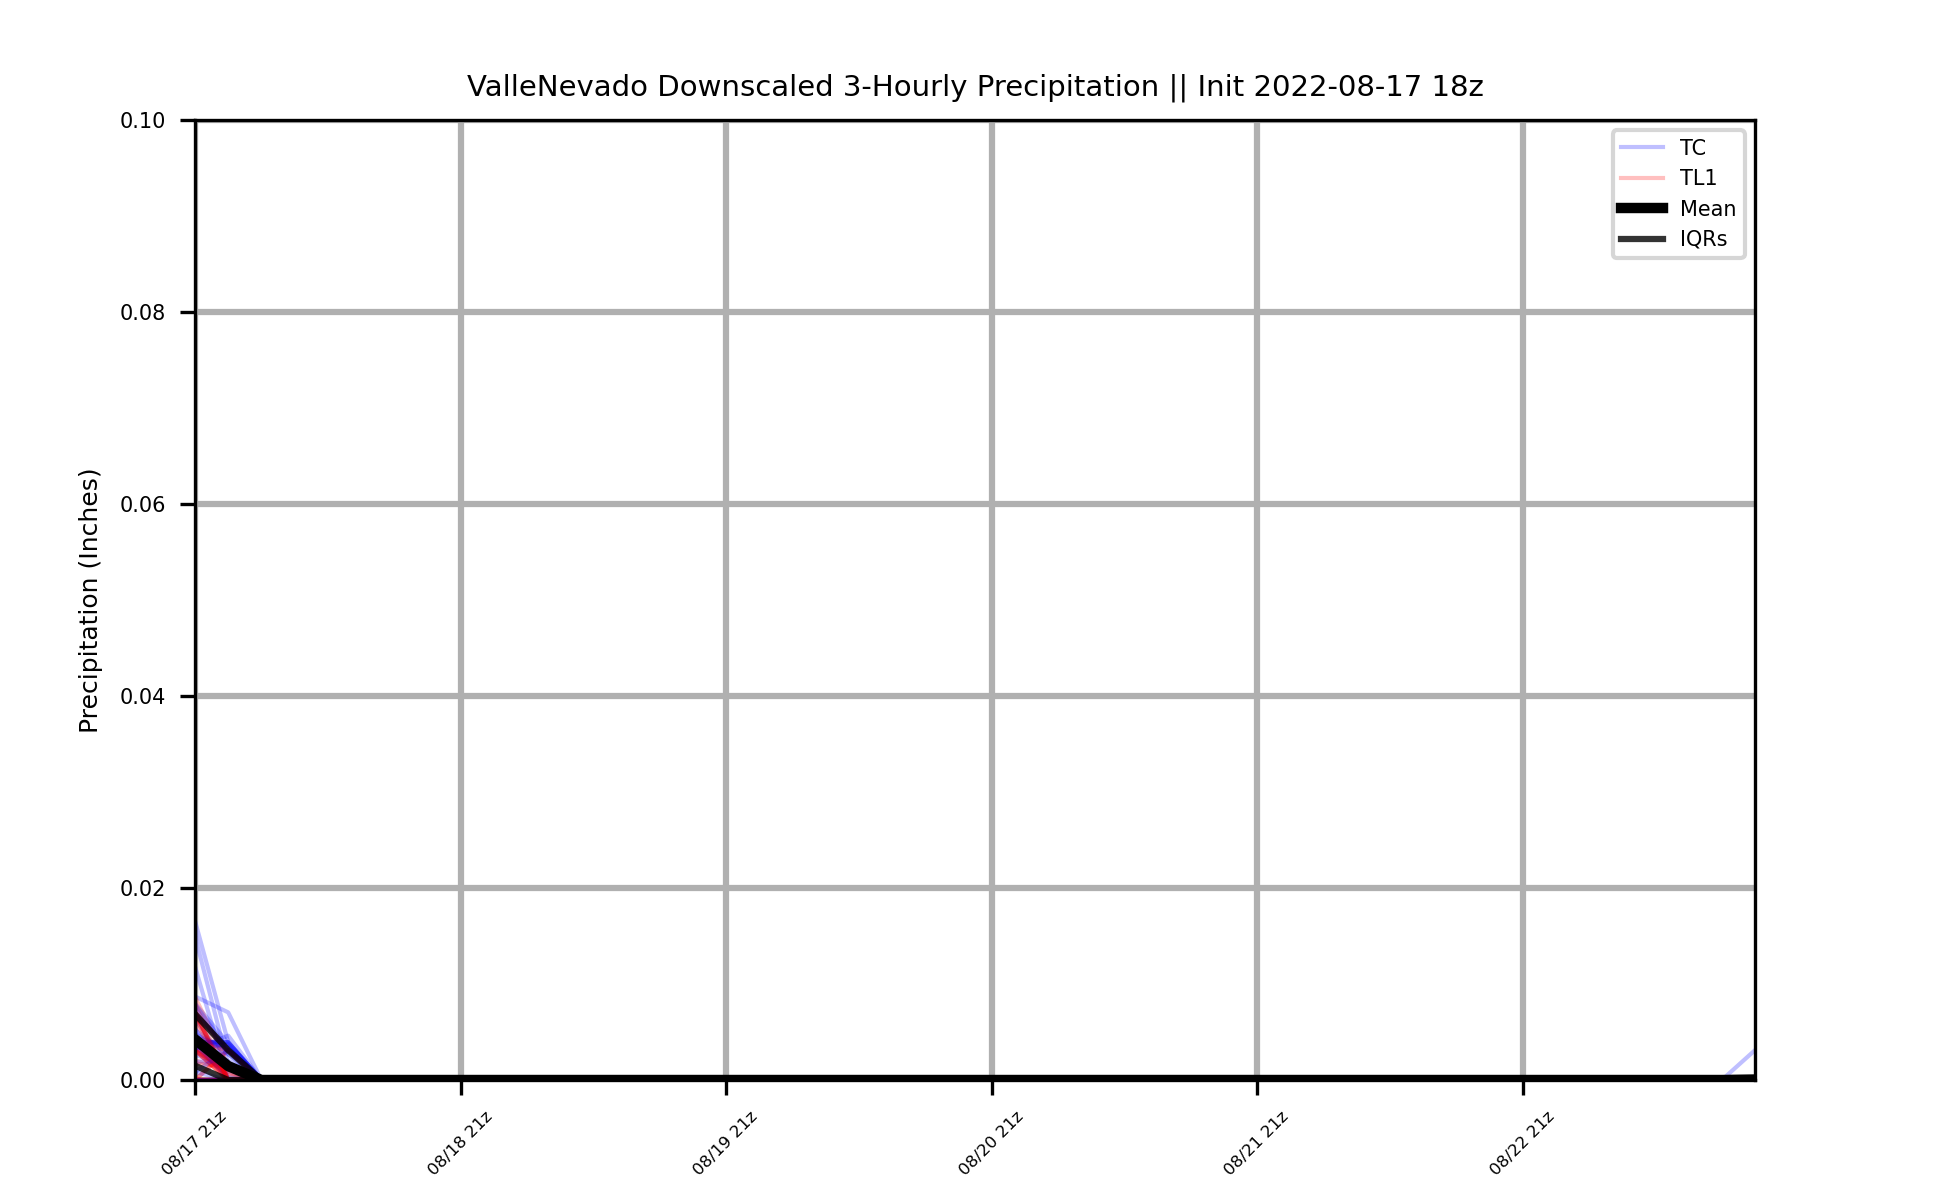 ValleNevado Downscaled 3-Hourly Precipitation || Init 2022-08-17 18z
TC
TL1
Mean
IQRs
Precipitation (Inches)
0.10
0.08
0.06
0.04
0.02
0.00
08/17 21z
08/18 21z
08/19 21z
08/20 21z
08/21 21z
08/22 21z